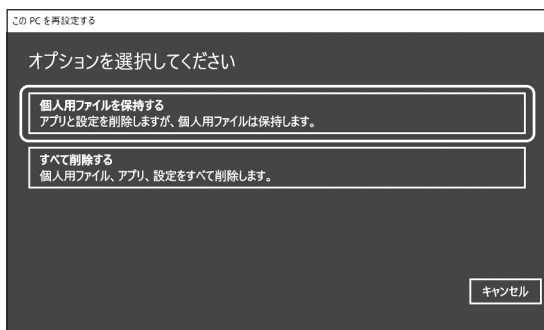 この PC を再設定する
オプションを選択してください
個人用ファイルを保持する
アプリと設定を削除しますが、個人用ファイルは保持します。
すべて削除する
個人用ファイル、アプリ、設定をすべて削除します。
キャンセル